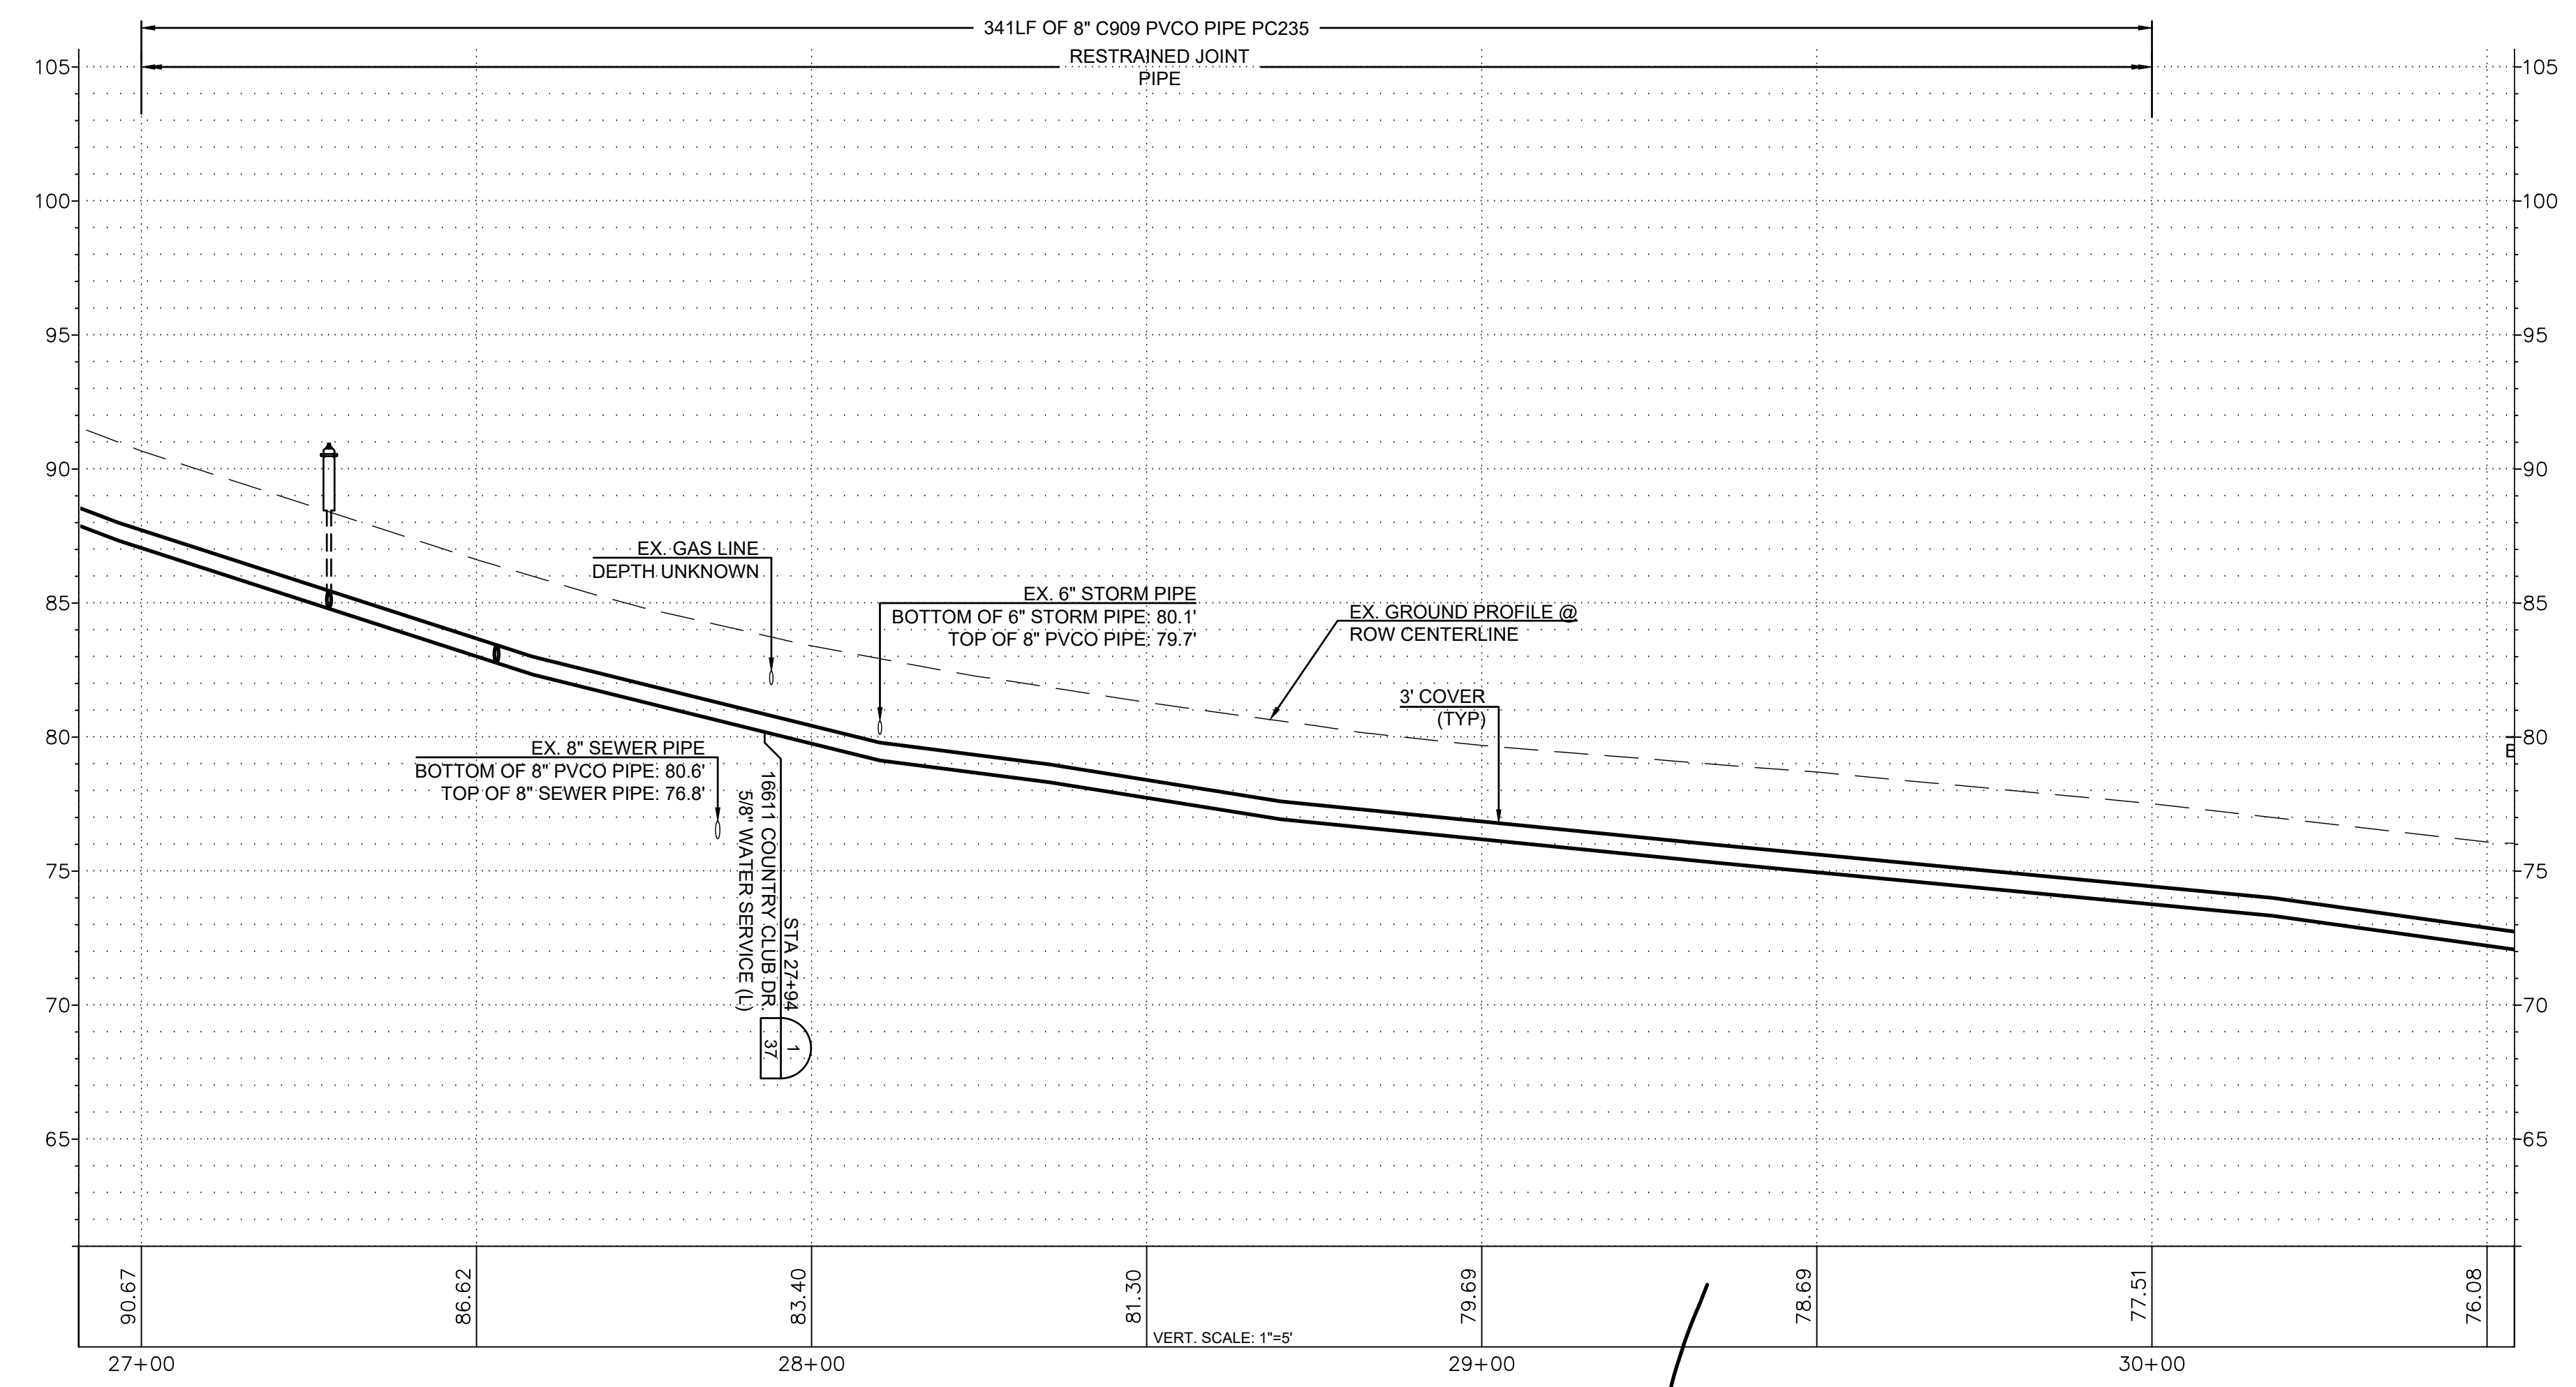 341LF OF 8" C909 PVCO PIPE PC235
RESTRAINED JOINT
PIPE
105
105
100
100
95
95
90
90
85
85
80
80
75
75
70
70
65
65
EX. GAS LINE
DEPTH UNKNOWN
EX. 6" STORM PIPE
BOTTOM OF 6" STORM PIPE: 80.1'
TOP OF 8" PVCO PIPE: 79.7'
EX. GROUND PROFILE @
ROW CENTERLINE
3' COVER
(TYP)
EX. 8" SEWER PIPE
BOTTOM OF 8" PVCO PIPE: 80.6'
TOP OF 8" SEWER PIPE: 76.8'
STA 27+94
16611 COUNTRY CLUB DR.
5/8" WATER SERVICE (L)
1
37
90.67
86.62
83.40
81.30
79.69
78.69
77.51
76.08
VERT. SCALE: 1"=5'
27+00
28+00
29+00
30+00